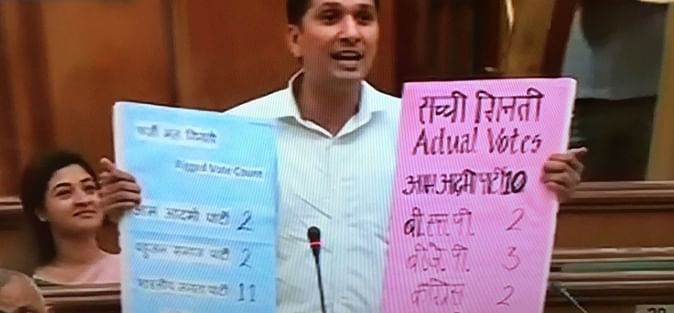 फर्जी मत गिनती
Rigged Vote Count
आम आदमी पार्टी 2
बहुजन समाज पार्टी 2
भारतीय जनता पार्टी 11
सच्ची गिनती
Actual Votes
आम आदमी पार्टी 10
बी.एस.पी. 2
बी.जे.पी. 3
कांग्रेस 2